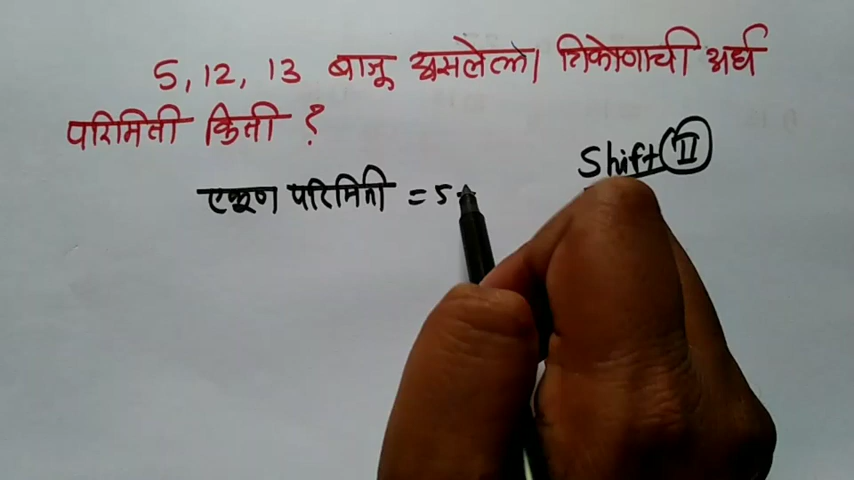 5, 12, 13 बाजू असलेल्या त्रिकोणाची अर्ध
परिमिती किती ?
Shift II
एकूण परिमिती = 5 +